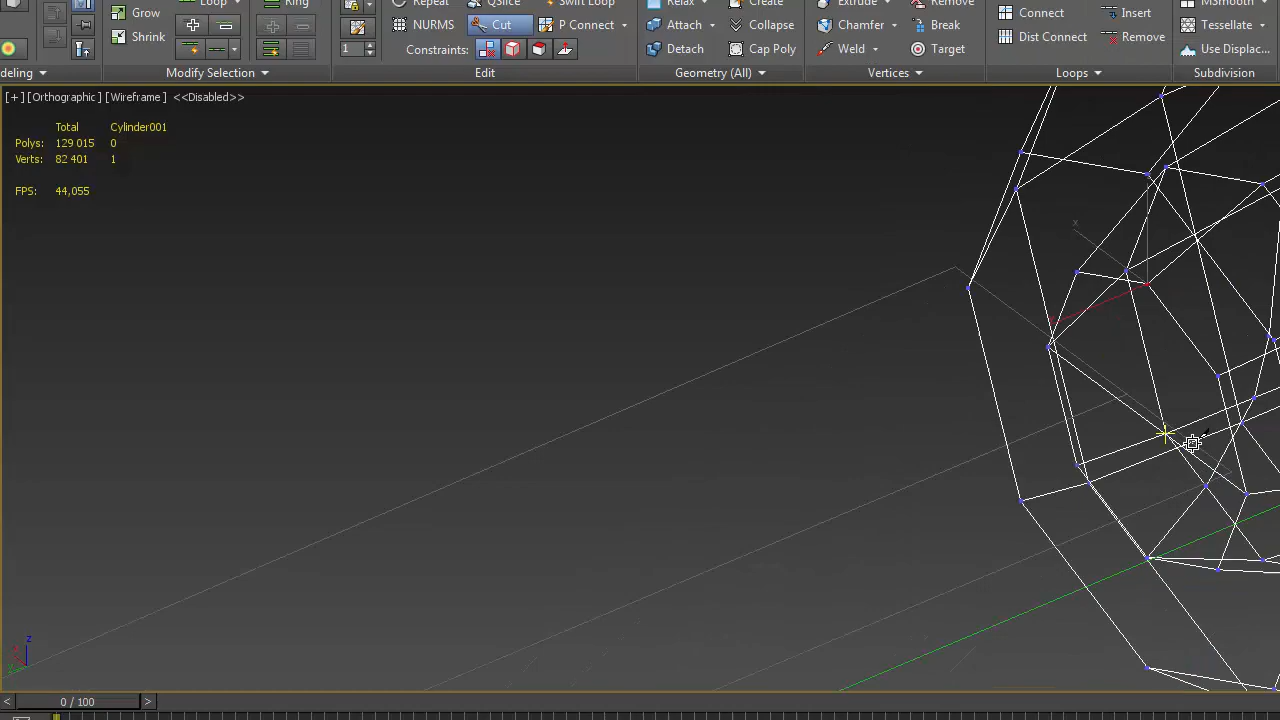 Loop
Ring
Repeat
QSlice
Swift Loop
Relax
Create
Extrude
Remove
MSmooth
Grow
NURMS
Cut
P Connect
Attach
Collapse
Chamfer
Break
Connect
Insert
Tessellate
Shrink
1
Constraints:
Detach
Cap Poly
Weld
Target
Dist Connect
Remove
Use Displac...
deling
Modify Selection
Edit
Geometry (All)
Vertices
Loops
Subdivision
[+] [Orthographic] [Wireframe] <<Disabled>>
Total Cylinder001
Polys: 129 015 0
Verts: 82 401 1
FPS: 44,055
x
z
< 0 / 100 >